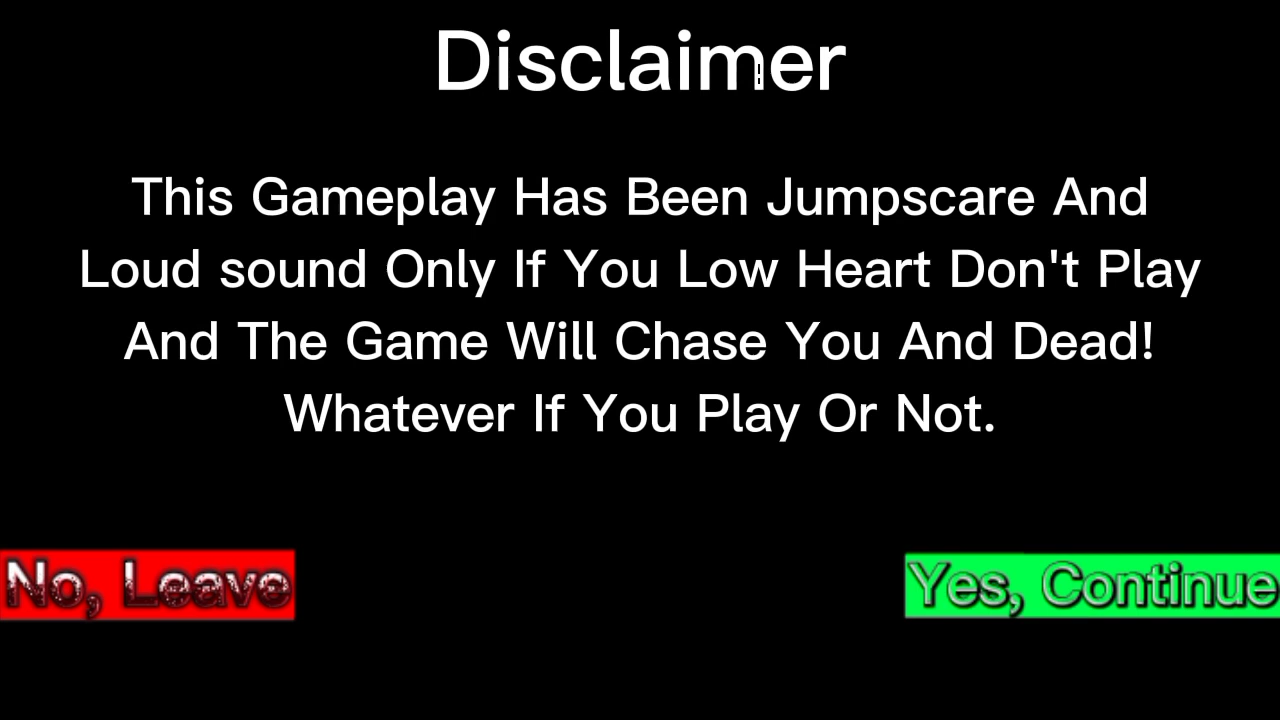 Disclaimer
This Gameplay Has Been Jumpscare And
Loud sound Only If You Low Heart Don't Play
And The Game Will Chase You And Dead!
Whatever If You Play Or Not.
No, Leave
Yes, Continue